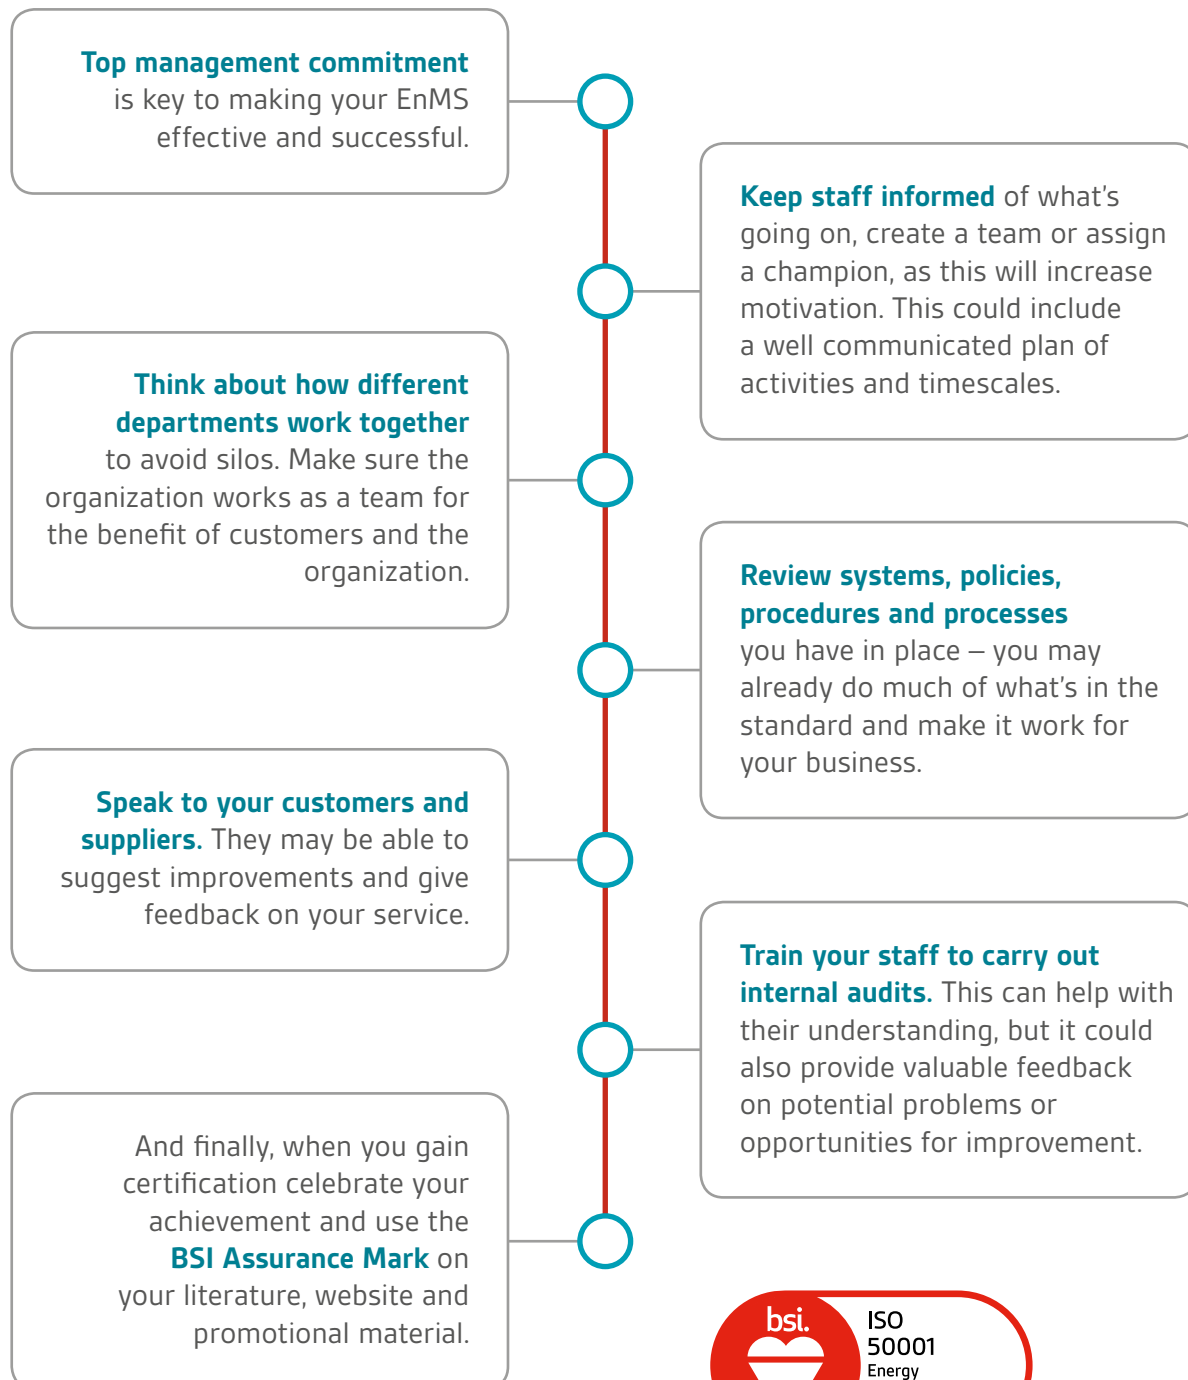 Top management commitment
is key to making your EnMS
effective and successful.
Keep staff informed of what's
going on, create a team or assign
a champion, as this will increase
motivation. This could include
a well communicated plan of
activities and timescales.
Think about how different
departments work together
to avoid silos. Make sure the
organization works as a team for
the benefit of customers and the
organization.
Review systems, policies,
procedures and processes
you have in place – you may
already do much of what's in the
standard and make it work for
your business.
Speak to your customers and
suppliers. They may be able to
suggest improvements and give
feedback on your service.
Train your staff to carry out
internal audits. This can help with
their understanding, but it could
also provide valuable feedback
on potential problems or
opportunities for improvement.
And finally, when you gain
certification celebrate your
achievement and use the
BSI Assurance Mark on
your literature, website and
promotional material.
bsi.
ISO
50001
Energy